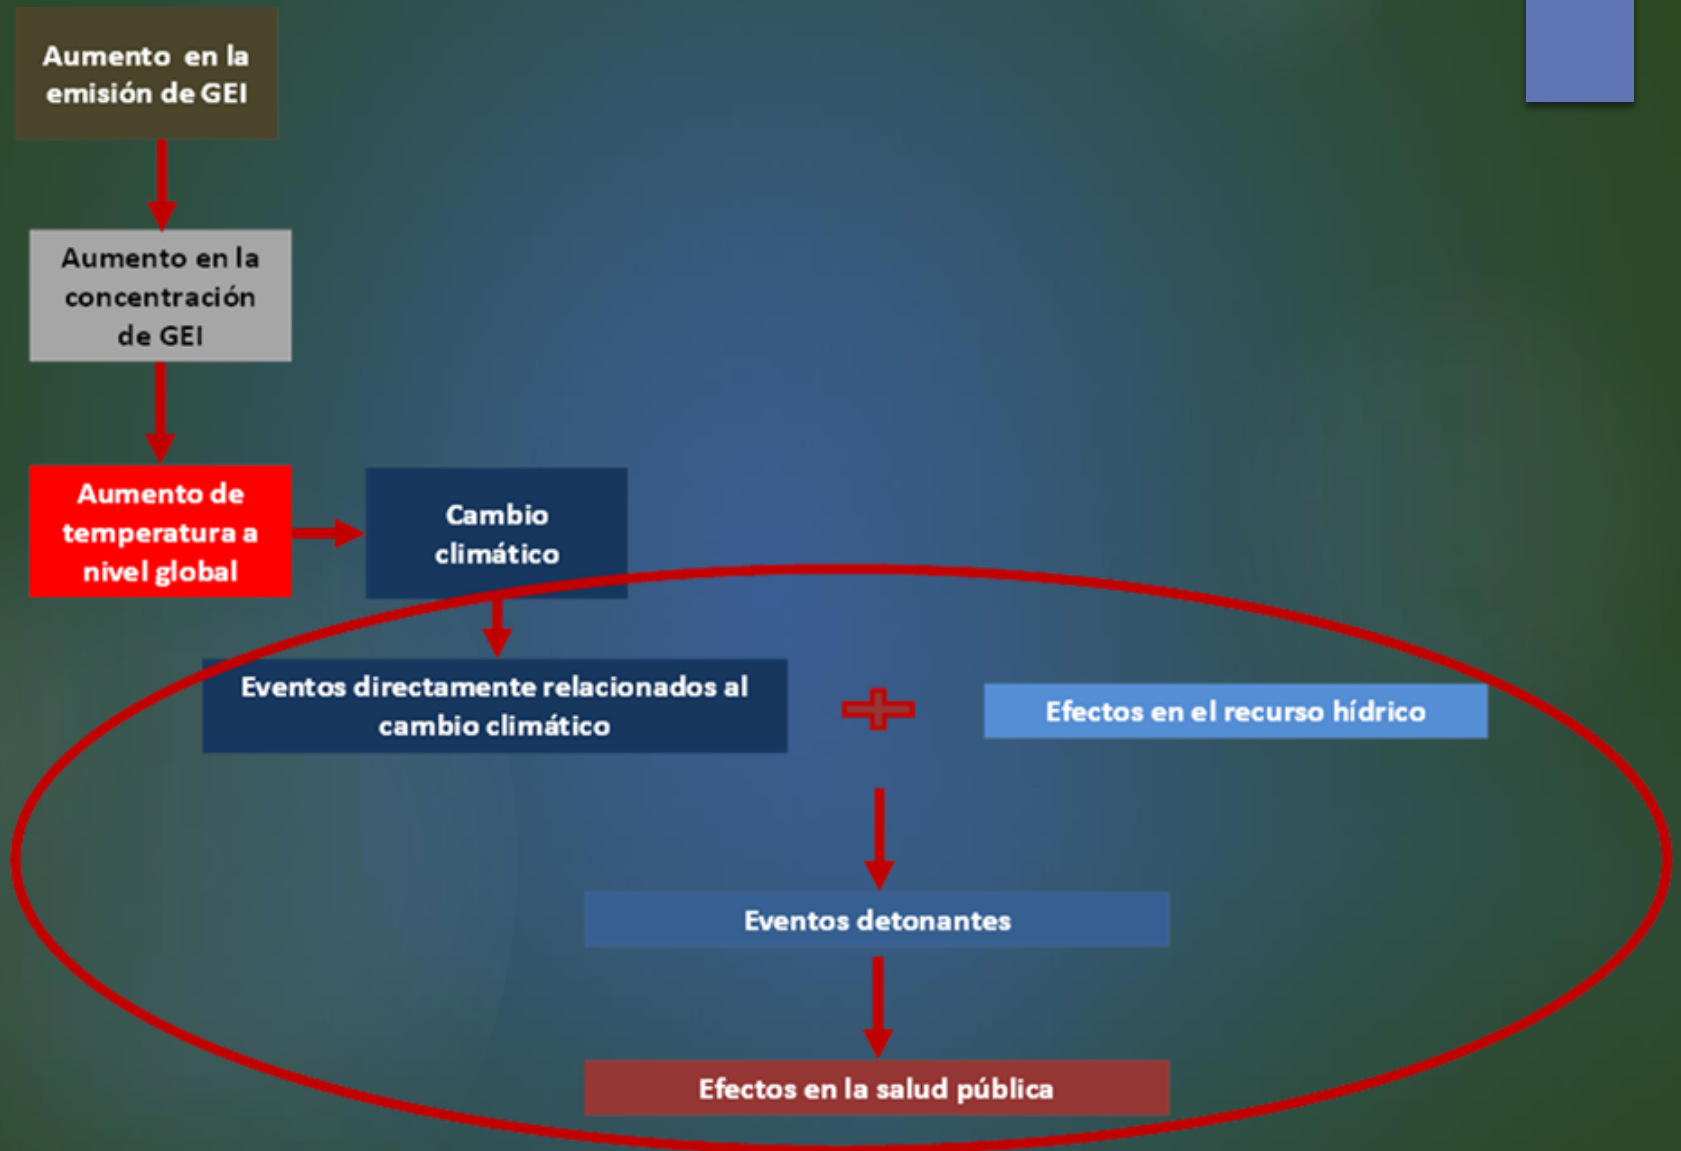 Aumento en la
emisión de GEI
Aumento en la
concentración
de GEI
Aumento de
temperatura a
nivel global
Cambio
climático
Eventos directamente relacionados al
cambio climático
Efectos en el recurso hídrico
Eventos detonantes
Efectos en la salud pública